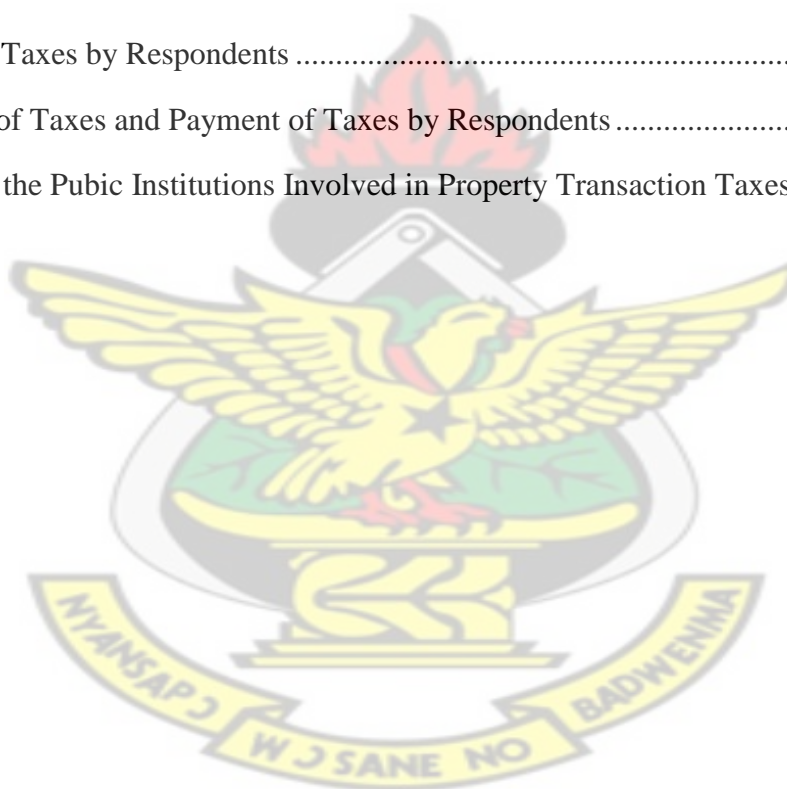 Taxes by Respondents ........................................................
of Taxes and Payment of Taxes by Respondents ....................
the Pubic Institutions Involved in Property Transaction Taxes
NYANSAPƆ
WƆSANE NO
BADWENMA